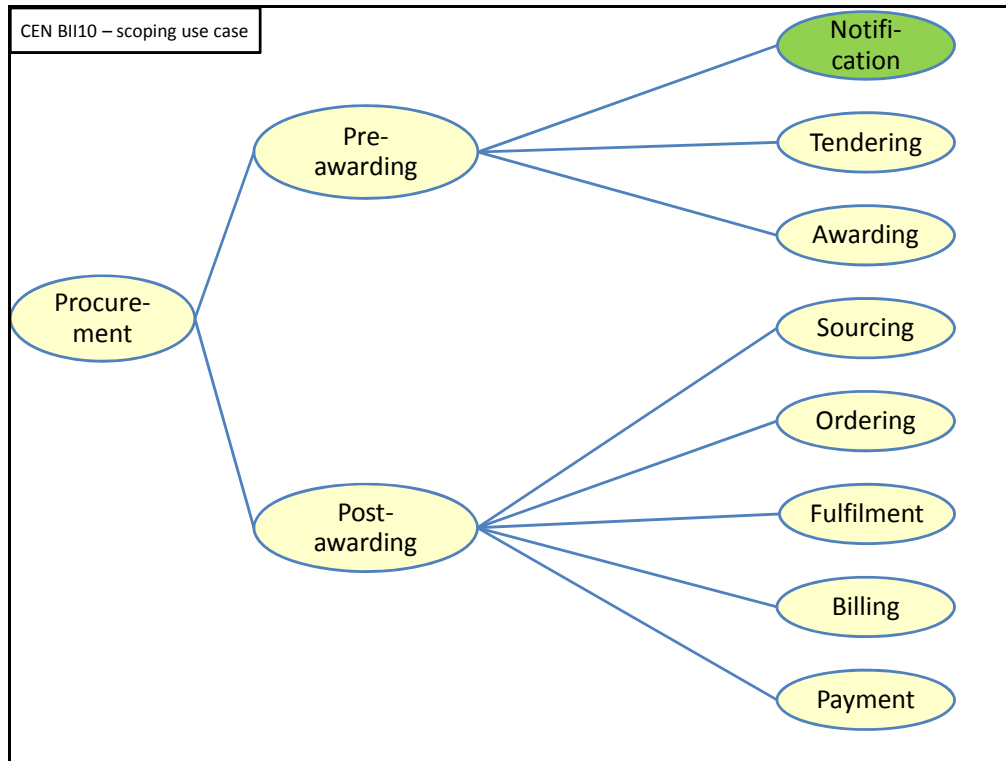 CEN BII10 – scoping use case
Notifi-
cation
Pre-
awarding
Tendering
Awarding
Procure-
ment
Sourcing
Ordering
Post-
awarding
Fulfilment
Billing
Payment